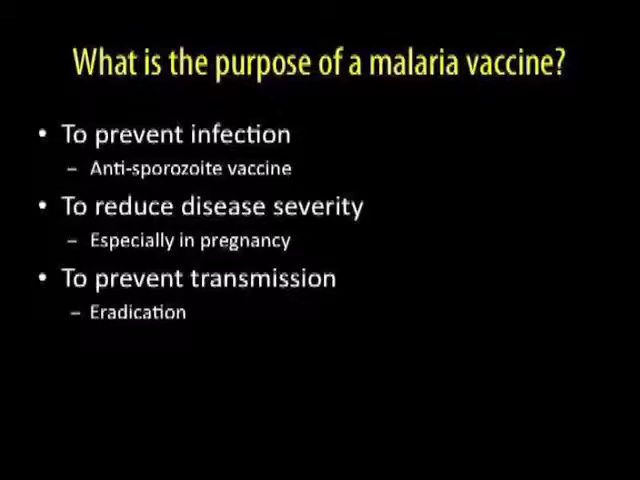 What is the purpose of a malaria vaccine?
• To prevent infection
– Anti-sporozoite vaccine
• To reduce disease severity
– Especially in pregnancy
• To prevent transmission
– Eradication